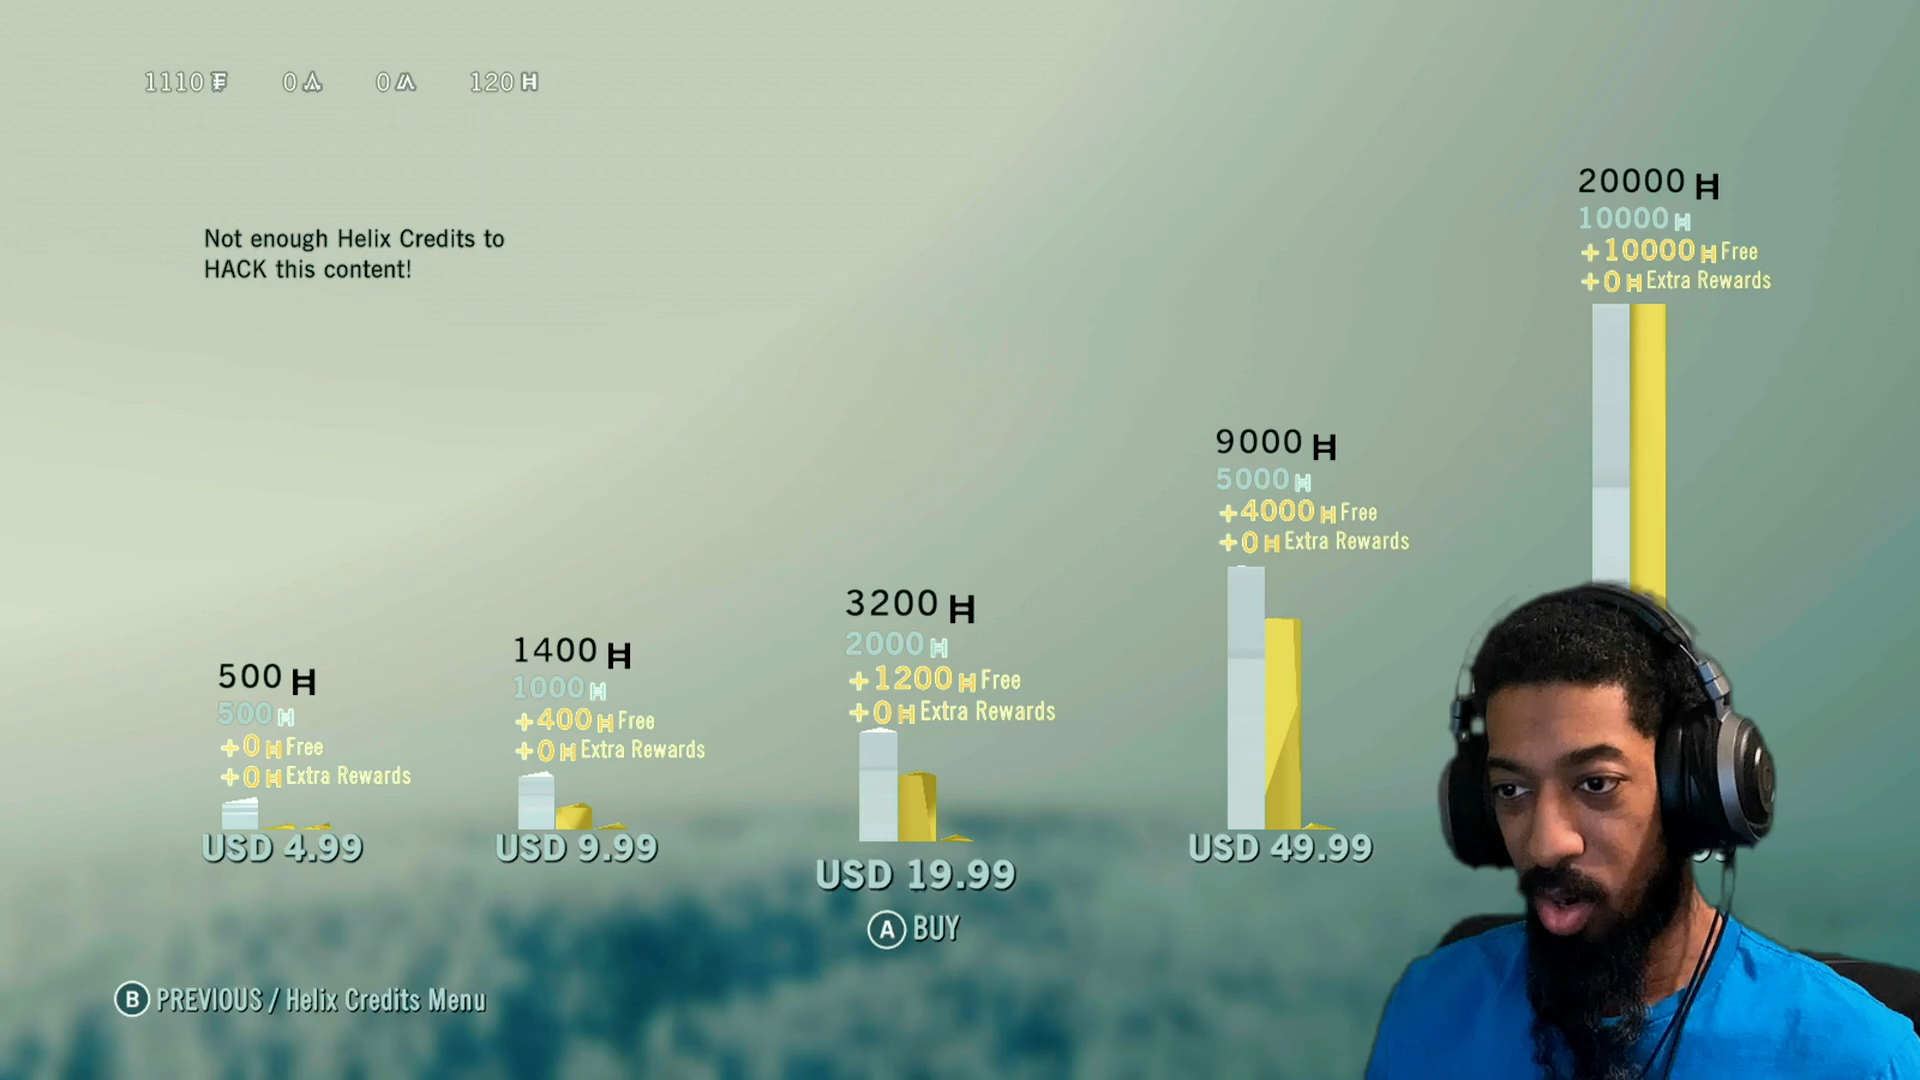 1110 0 0 120 H
Not enough Helix Credits to
HACK this content!
500 H
500 H
+0 H Free
+0 H Extra Rewards
USD 4.99
1400 H
1000 H
+400 H Free
+0 H Extra Rewards
USD 9.99
3200 H
2000 H
+1200 H Free
+0 H Extra Rewards
USD 19.99
A BUY
9000 H
5000 H
+4000 H Free
+0 H Extra Rewards
USD 49.99
20000 H
10000 H
+10000 H Free
+0 H Extra Rewards
B PREVIOUS / Helix Credits Menu